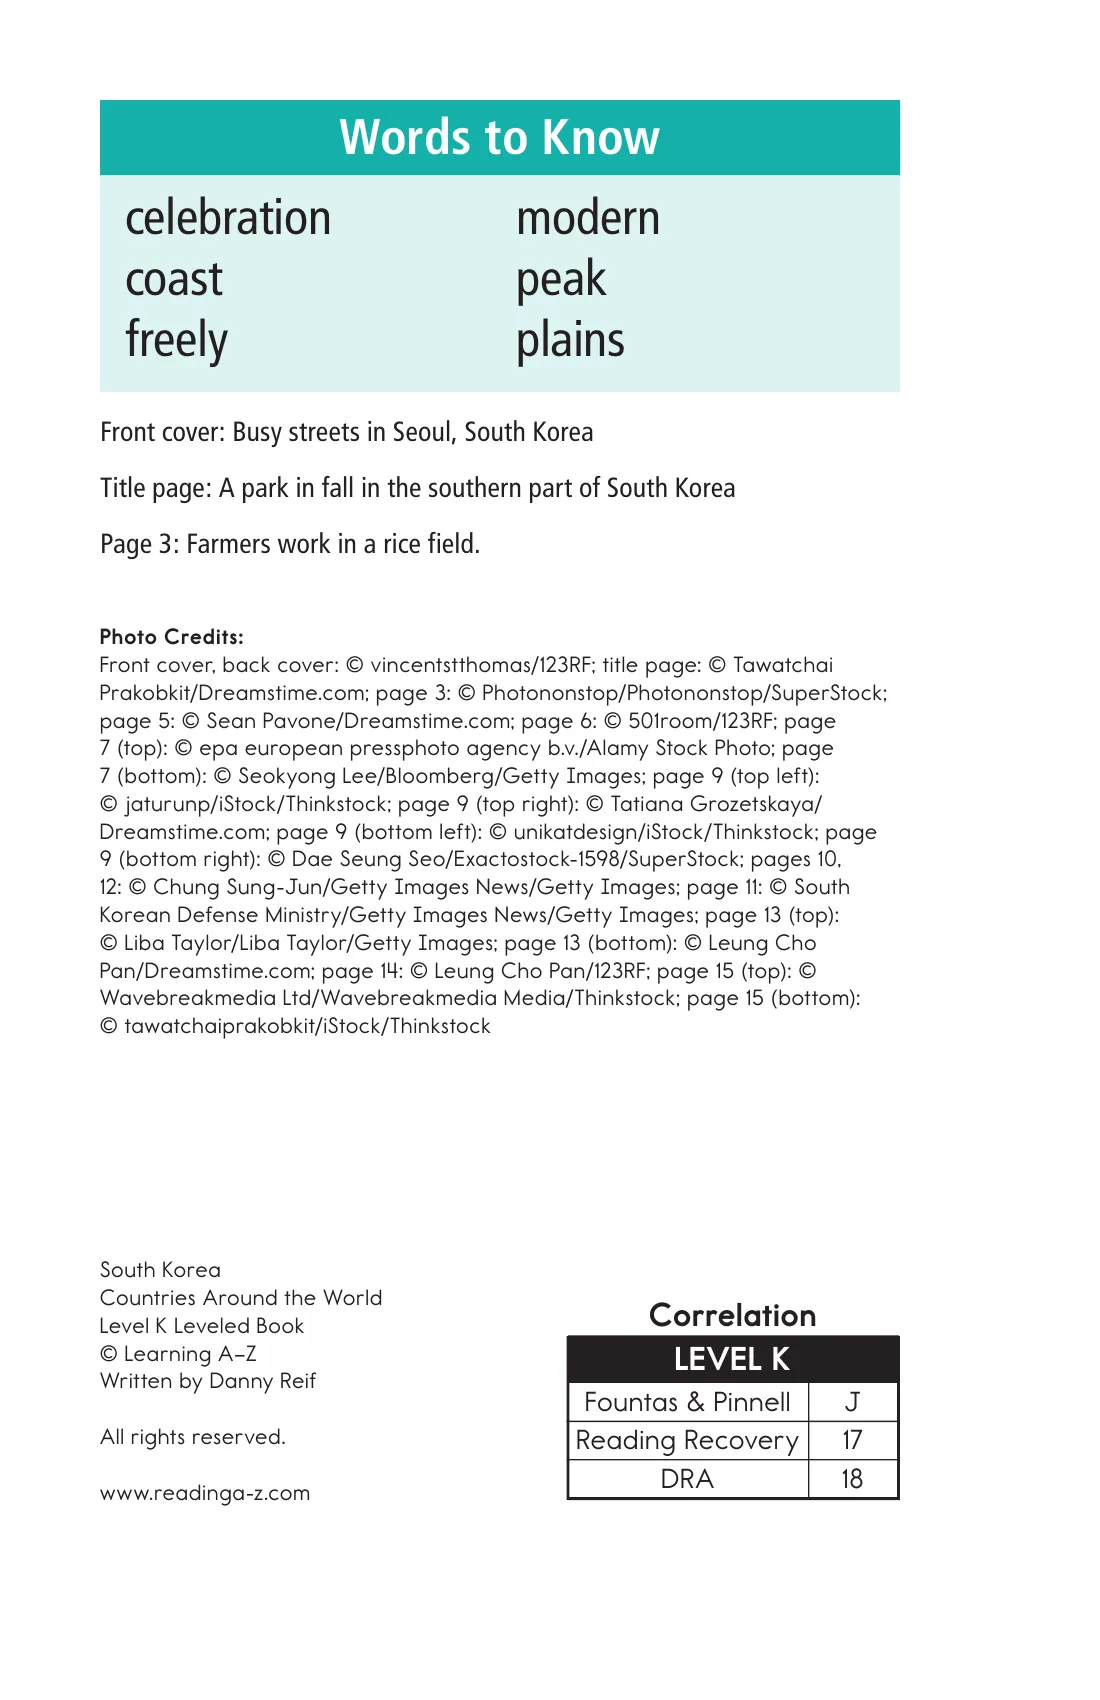 Words to Know
celebration
coast
freely
modern
peak
plains
Front cover: Busy streets in Seoul, South Korea
Title page: A park in fall in the southern part of South Korea
Page 3: Farmers work in a rice field.
Photo Credits:
Front cover, back cover: © vincentstthomas/123RF; title page: © Tawatchai
Prakobkit/Dreamstime.com; page 3: © Photononstop/Photononstop/SuperStock;
page 5: © Sean Pavone/Dreamstime.com; page 6: © 501room/123RF; page
7 (top): © epa european pressphoto agency b.v./Alamy Stock Photo; page
7 (bottom): © Seokyong Lee/Bloomberg/Getty Images; page 9 (top left):
© jaturunp/iStock/Thinkstock; page 9 (top right): © Tatiana Grozetskaya/
Dreamstime.com; page 9 (bottom left): © unikatdesign/iStock/Thinkstock; page
9 (bottom right): © Dae Seung Seo/Exactostock-1598/SuperStock; pages 10,
12: © Chung Sung-Jun/Getty Images News/Getty Images; page 11: © South
Korean Defense Ministry/Getty Images News/Getty Images; page 13 (top):
© Liba Taylor/Liba Taylor/Getty Images; page 13 (bottom): © Leung Cho
Pan/Dreamstime.com; page 14: © Leung Cho Pan/123RF; page 15 (top): ©
Wavebreakmedia Ltd/Wavebreakmedia Media/Thinkstock; page 15 (bottom):
© tawatchaiprakobkit/iStock/Thinkstock
South Korea
Countries Around the World
Level K Leveled Book
© Learning A–Z
Written by Danny Reif
All rights reserved.
www.readinga-z.com
Correlation
LEVEL K
Fountas & Pinnell J
Reading Recovery 17
DRA 18